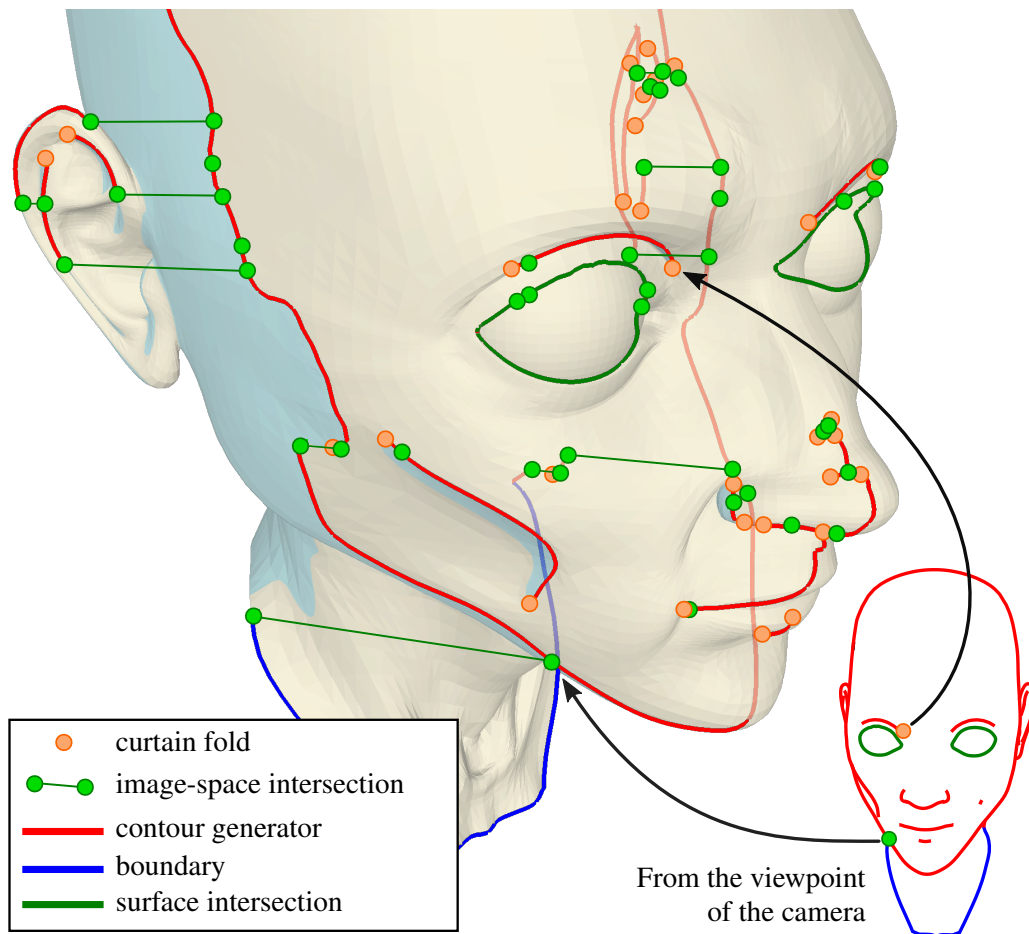 curtain fold
image-space intersection
contour generator
boundary
surface intersection
From the viewpoint
of the camera